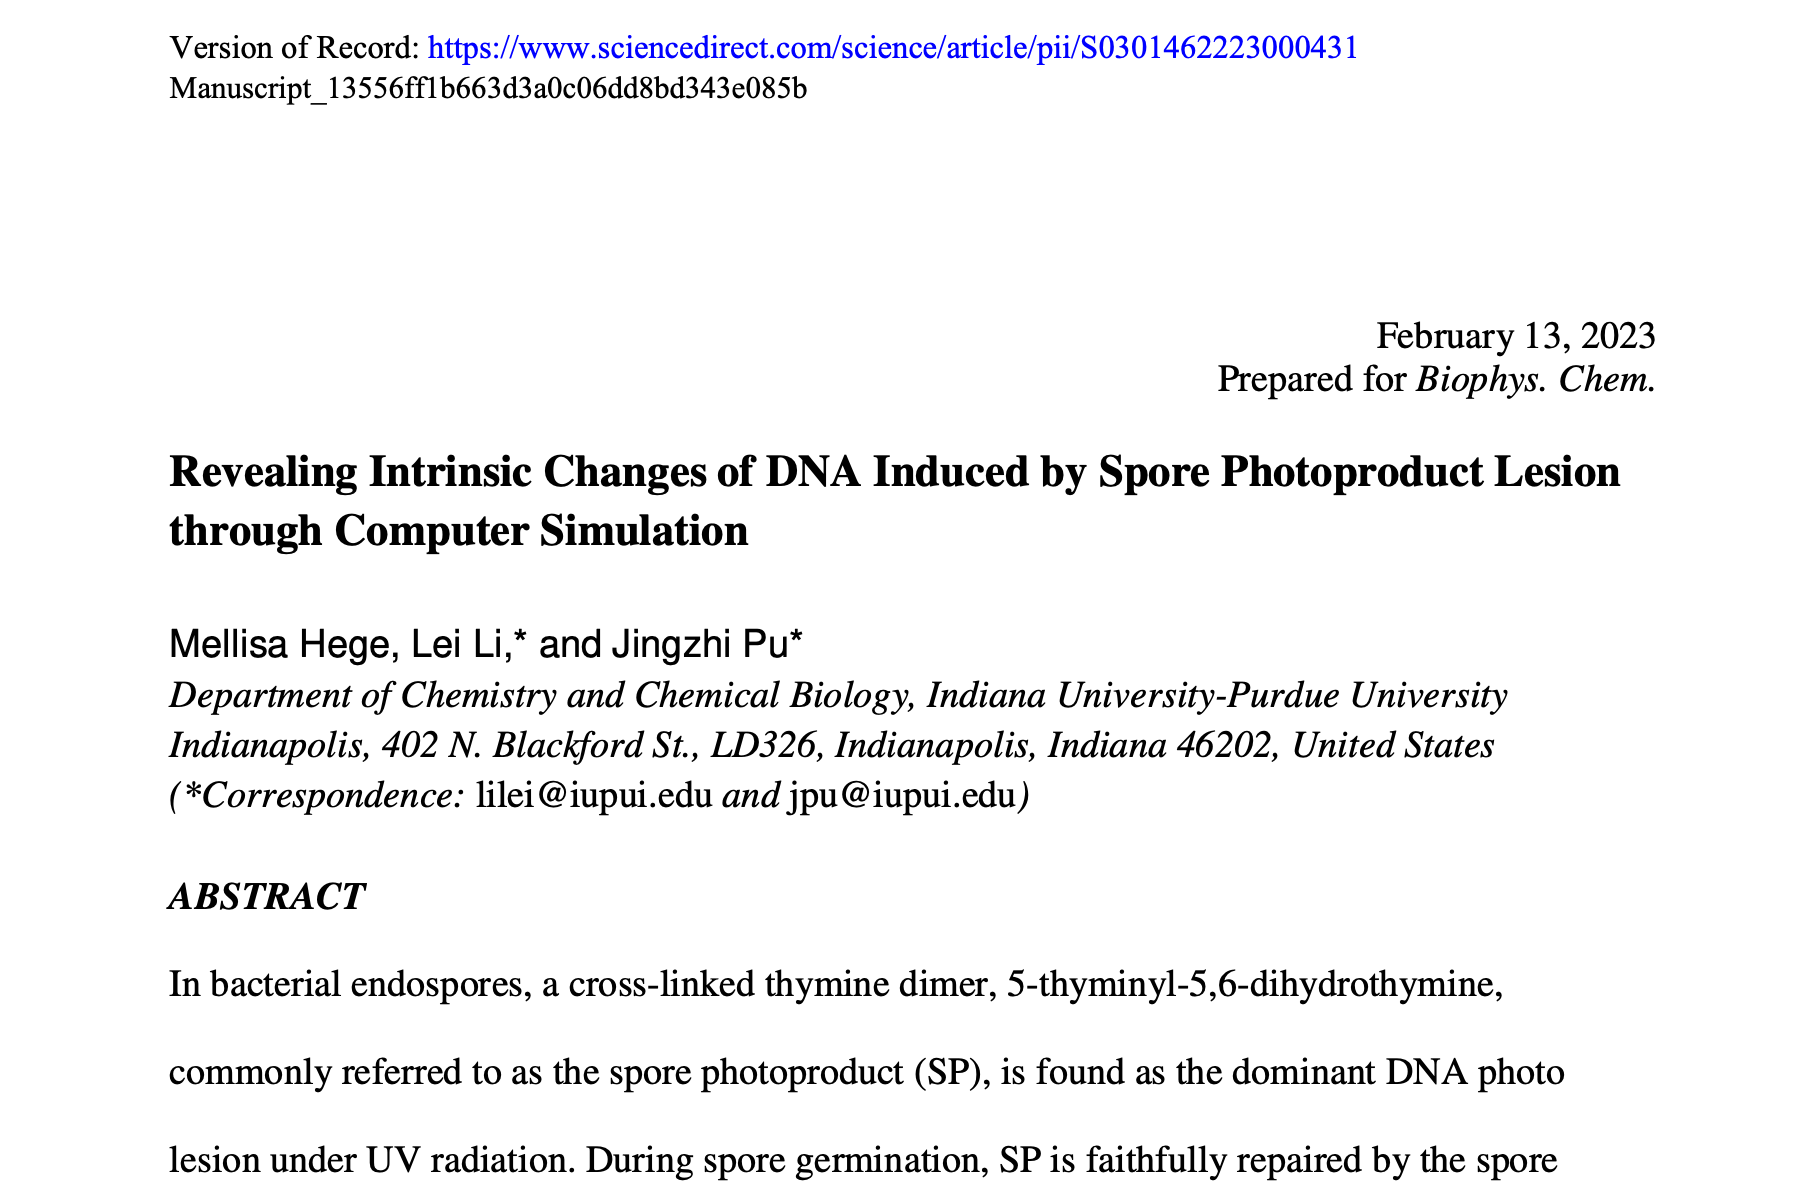 Version of Record: https://www.sciencedirect.com/science/article/pii/S0301462223000431
Manuscript_13556ff1b663d3a0c06dd8bd343e085b
February 13, 2023
Prepared for Biophys. Chem.
Revealing Intrinsic Changes of DNA Induced by Spore Photoproduct Lesion
through Computer Simulation
Mellisa Hege, Lei Li,* and Jingzhi Pu*
Department of Chemistry and Chemical Biology, Indiana University-Purdue University
Indianapolis, 402 N. Blackford St., LD326, Indianapolis, Indiana 46202, United States
(*Correspondence: lilei@iupui.edu and jpu@iupui.edu)
ABSTRACT
In bacterial endospores, a cross-linked thymine dimer, 5-thyminyl-5,6-dihydrothymine,
commonly referred to as the spore photoproduct (SP), is found as the dominant DNA photo
lesion under UV radiation. During spore germination, SP is faithfully repaired by the spore